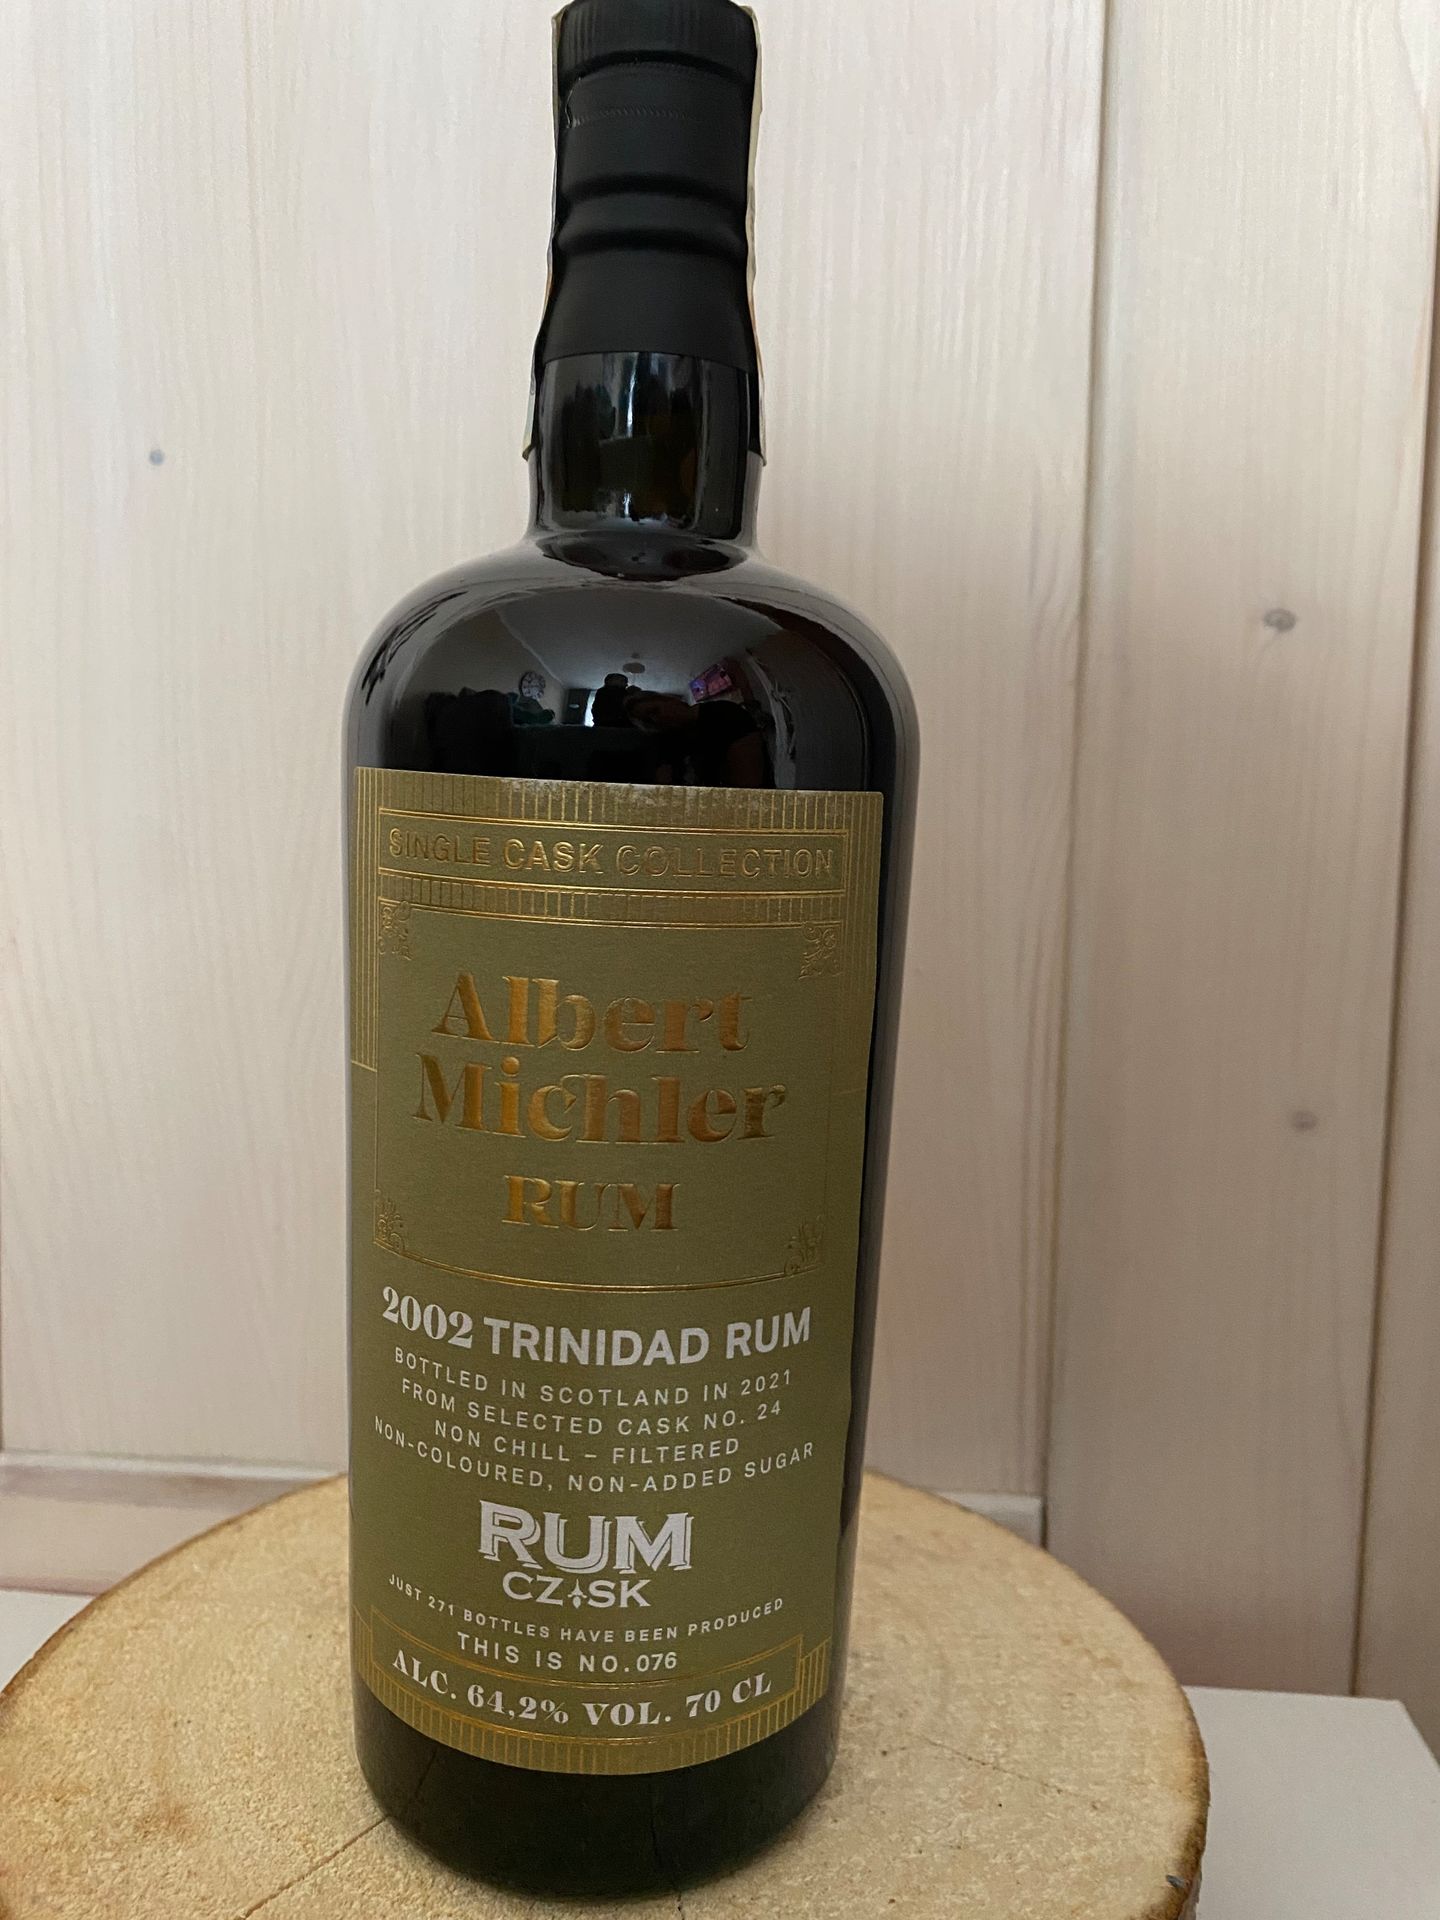 SINGLE CASK COLLECTION
Albert
Michler
RUM
2002 TRINIDAD RUM
BOTTLED IN SCOTLAND IN 2021
FROM SELECTED CASK NO. 24
NON CHILL – FILTERED
NON-COLOURED, NON-ADDED SUGAR
RUM
CZ SK
JUST 271 BOTTLES HAVE BEEN PRODUCED
THIS IS NO. 076
ALC. 64,2% VOL. 70 CL